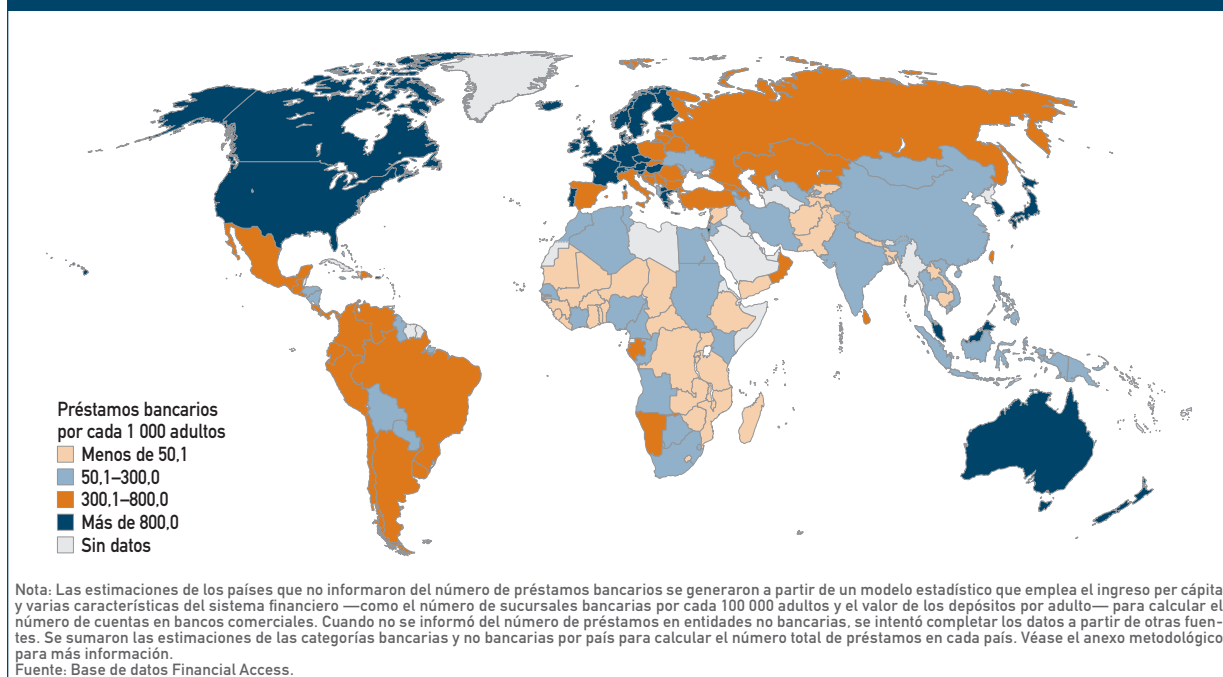 Préstamos bancarios
por cada 1 000 adultos
Menos de 50,1
50,1–300,0
300,1–800,0
Más de 800,0
Sin datos
Nota: Las estimaciones de los países que no informaron del número de préstamos bancarios se generaron a partir de un modelo estadístico que emplea el ingreso per cápita
y varias características del sistema financiero —como el número de sucursales bancarias por cada 100 000 adultos y el valor de los depósitos por adulto— para calcular el
número de cuentas en bancos comerciales. Cuando no se informó del número de préstamos en entidades no bancarias, se intentó completar los datos a partir de otras fuen-
tes. Se sumaron las estimaciones de las categorías bancarias y no bancarias por país para calcular el número total de préstamos en cada país. Véase el anexo metodológico
para más información.
Fuente: Base de datos Financial Access.